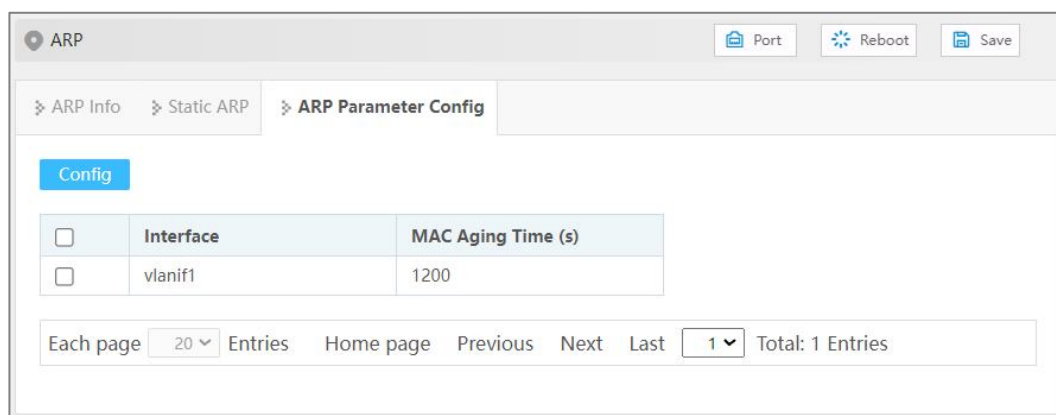 ARP Port Reboot Save
ARP Info Static ARP ARP Parameter Config
Config
Interface MAC Aging Time (s)
vlanif1 1200
Each page 20 Entries Home page Previous Next Last 1 Total: 1 Entries